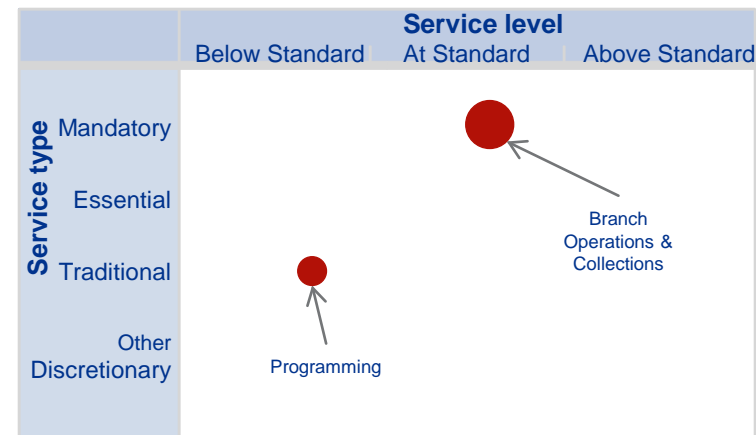 Service level
Below Standard At Standard Above Standard
Service type
Mandatory
Essential
Traditional
Other
Discretionary
Branch
Operations &
Collections
Programming